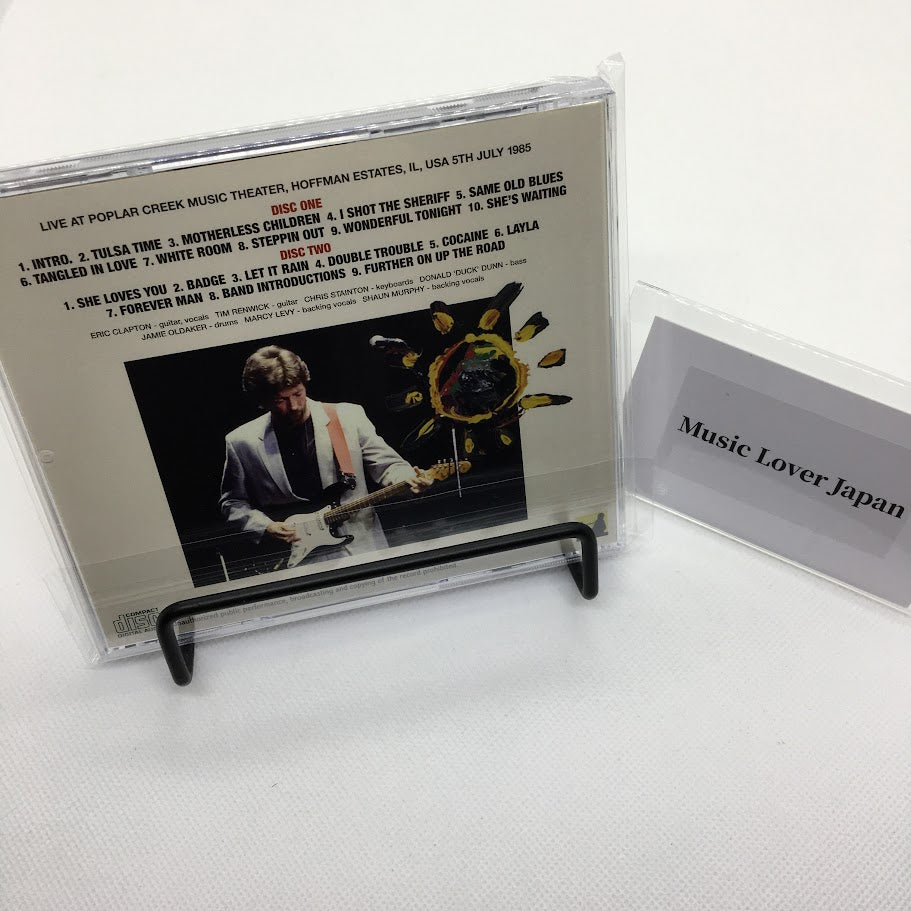 LIVE AT POPLAR CREEK MUSIC THEATER, HOFFMAN ESTATES, IL, USA 5TH JULY 1985
DISC ONE
1. INTRO. 2. TULSA TIME 3. MOTHERLESS CHILDREN 4. I SHOT THE SHERIFF 5. SAME OLD BLUES
6. TANGLED IN LOVE 7. WHITE ROOM 8. STEPPIN OUT 9. WONDERFUL TONIGHT 10. SHE'S WAITING
DISC TWO
1. SHE LOVES YOU 2. BADGE 3. LET IT RAIN 4. DOUBLE TROUBLE 5. COCAINE 6. LAYLA
7. FOREVER MAN 8. BAND INTRODUCTIONS 9. FURTHER ON UP THE ROAD
ERIC CLAPTON - guitar, vocals TIM RENWICK - guitar CHRIS STAINTON - keyboards DONALD 'DUCK' DUNN - bass
JAMIE OLDAKER - drums MARCY LEVY - backing vocals SHAUN MURPHY - backing vocals
COMPACT
disc
DIGITAL
public performance, broadcasting and copying of the record prohibited
Music Lover Japan